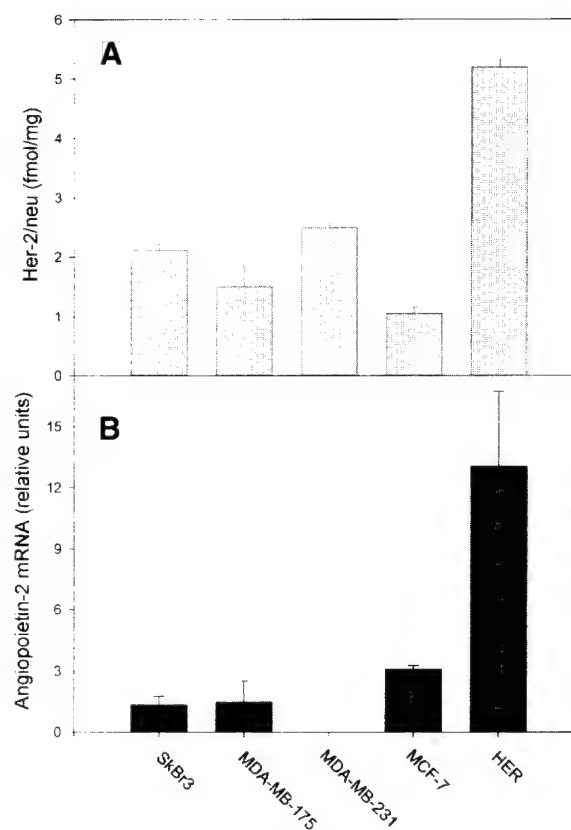 A
Her-2/neu (fmol/mg)
6
5
4
3
2
1
0
B
Angiopoietin-2 mRNA (relative units)
15
12
9
6
3
0
SkBr3
MDA-MB-175
MDA-MB-231
MCF-7
HER